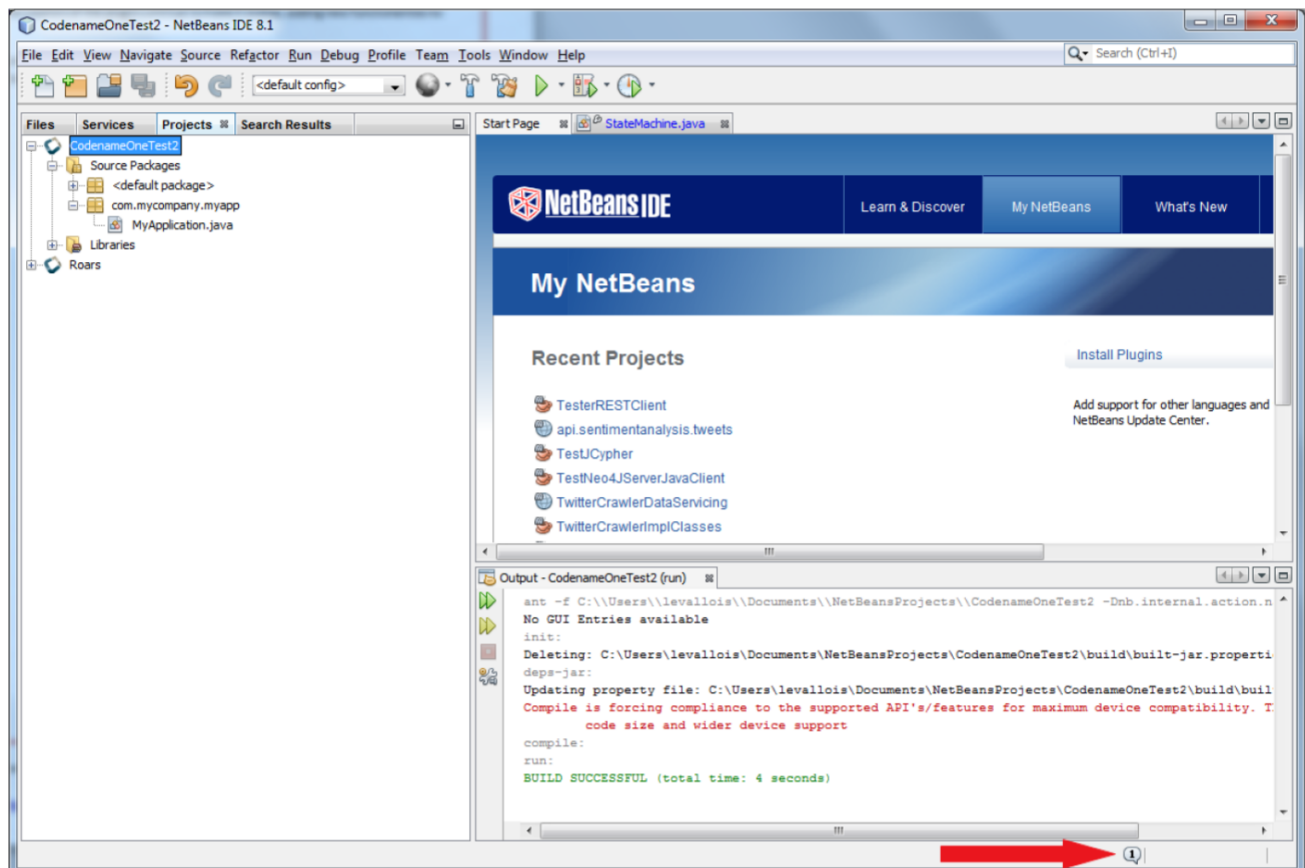 CodenameOneTest2 - NetBeans IDE 8.1
File Edit View Navigate Source Refactor Run Debug Profile Team Tools Window Help
Search (Ctrl+I)
<default config>
Files Services Projects Search Results
Start Page StateMachine.java
CodenameOneTest2
Source Packages
<default package>
com.mycompany.myapp
MyApplication.java
Libraries
Roars
NetBeans IDE
Learn & Discover
My NetBeans
What's New
My NetBeans
Recent Projects
TesterRESTClient
api.sentimentanalysis.tweets
TestJCypher
TestNeo4JServerJavaClient
TwitterCrawlerDataServicing
TwitterCrawlerImplClasses
Install Plugins
Add support for other languages and
NetBeans Update Center.
Output - CodenameOneTest2 (run)
ant -f C:\\Users\\levallois\\Documents\\NetBeansProjects\\CodenameOneTest2 -Dnb.internal.action.n
No GUI Entries available
init:
Deleting: C:\Users\levallois\Documents\NetBeansProjects\CodenameOneTest2\build\built-jar.properti
deps-jar:
Updating property file: C:\Users\levallois\Documents\NetBeansProjects\CodenameOneTest2\build\buil
Compile is forcing compliance to the supported API's/features for maximum device compatibility. T
code size and wider device support
compile:
run:
BUILD SUCCESSFUL (total time: 4 seconds)
1